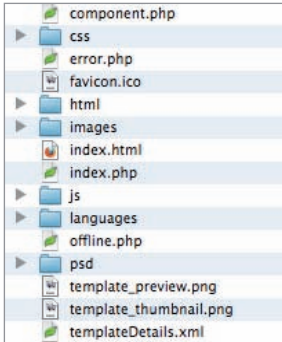 component.php
css
error.php
favicon.ico
html
images
index.html
index.php
js
languages
offline.php
psd
template_preview.png
template_thumbnail.png
templateDetails.xml